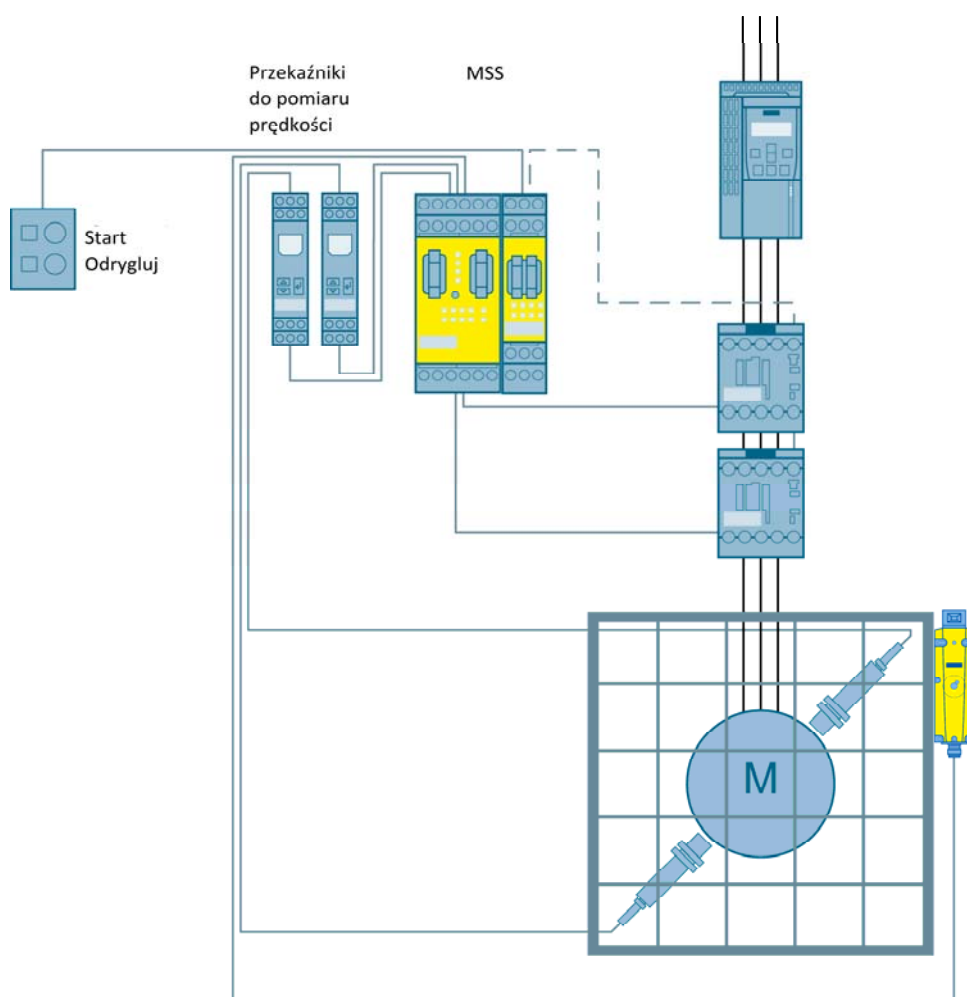 Przekaźniki
do pomiaru
prędkości
MSS
Start
Odrygluj
M